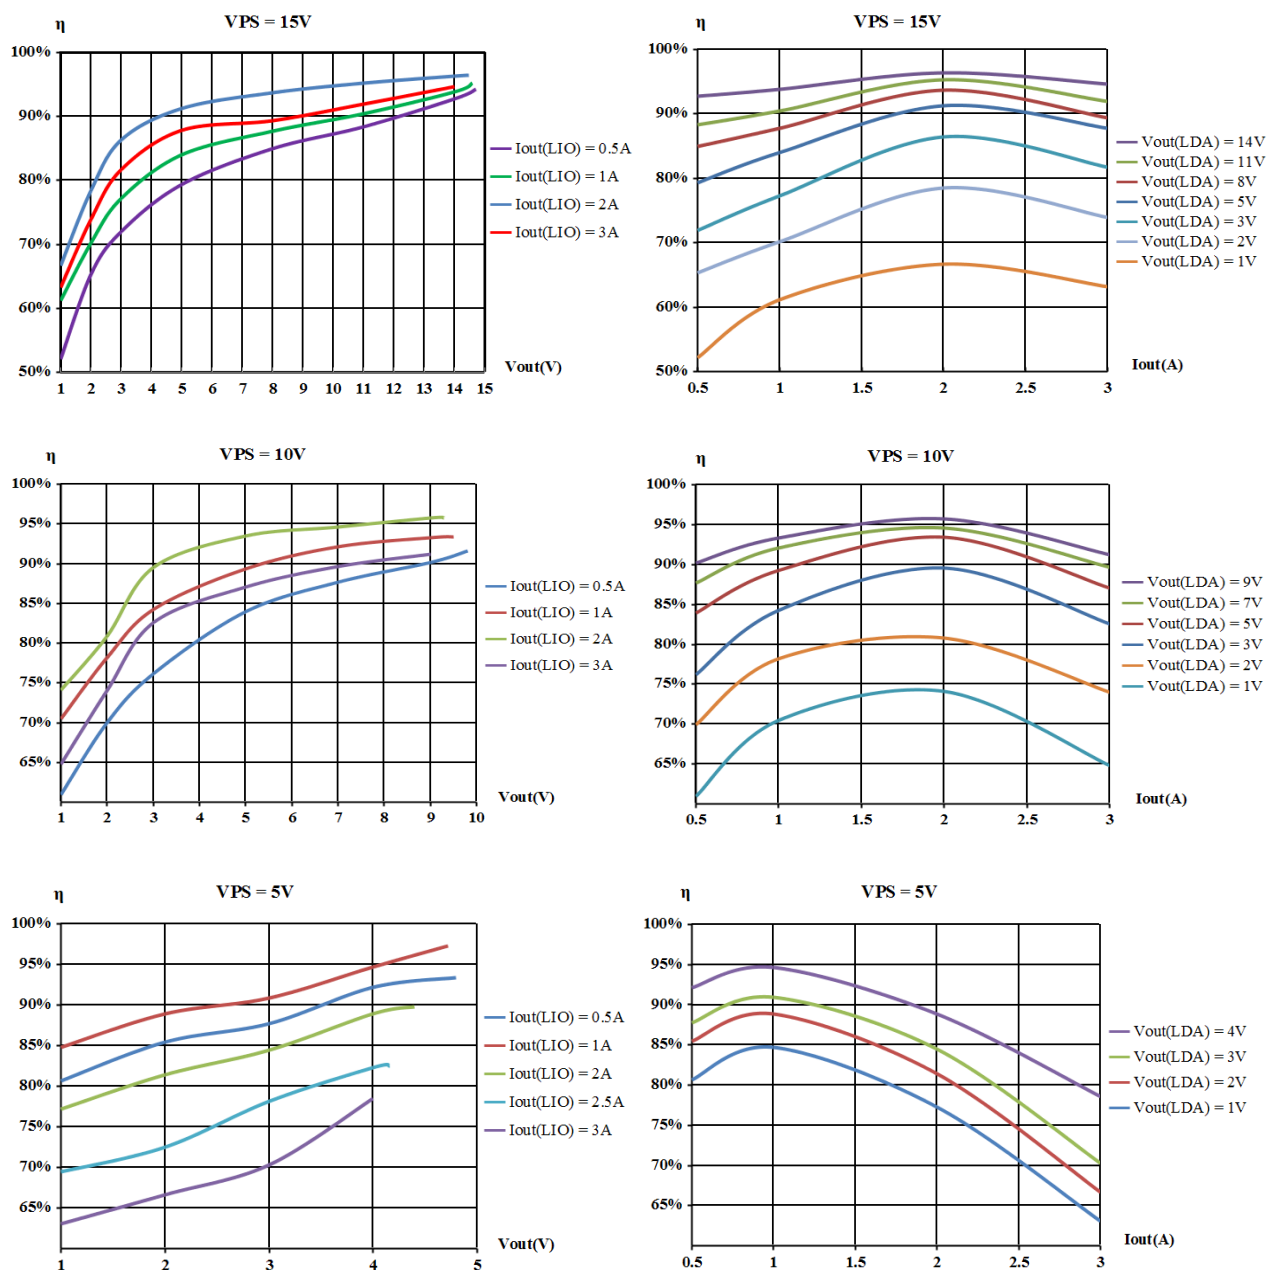 η
VPS = 15V
100%
90%
80%
70%
60%
50%
1 2 3 4 5 6 7 8 9 10 11 12 13 14 15
Vout(V)
Iout(LIO) = 0.5A
Iout(LIO) = 1A
Iout(LIO) = 2A
Iout(LIO) = 3A
η
VPS = 15V
100%
90%
80%
70%
60%
50%
0.5 1 1.5 2 2.5 3
Iout(A)
Vout(LDA) = 14V
Vout(LDA) = 11V
Vout(LDA) = 8V
Vout(LDA) = 5V
Vout(LDA) = 3V
Vout(LDA) = 2V
Vout(LDA) = 1V
η
VPS = 10V
100%
95%
90%
85%
80%
75%
70%
65%
1 2 3 4 5 6 7 8 9 10
Vout(V)
Iout(LIO) = 0.5A
Iout(LIO) = 1A
Iout(LIO) = 2A
Iout(LIO) = 3A
η
VPS = 10V
100%
95%
90%
85%
80%
75%
70%
65%
0.5 1 1.5 2 2.5 3
Iout(A)
Vout(LDA) = 9V
Vout(LDA) = 7V
Vout(LDA) = 5V
Vout(LDA) = 3V
Vout(LDA) = 2V
Vout(LDA) = 1V
η
VPS = 5V
100%
95%
90%
85%
80%
75%
70%
65%
1 2 3 4 5
Vout(V)
Iout(LIO) = 0.5A
Iout(LIO) = 1A
Iout(LIO) = 2A
Iout(LIO) = 2.5A
Iout(LIO) = 3A
η
VPS = 5V
100%
95%
90%
85%
80%
75%
70%
65%
0.5 1 1.5 2 2.5 3
Iout(A)
Vout(LDA) = 4V
Vout(LDA) = 3V
Vout(LDA) = 2V
Vout(LDA) = 1V